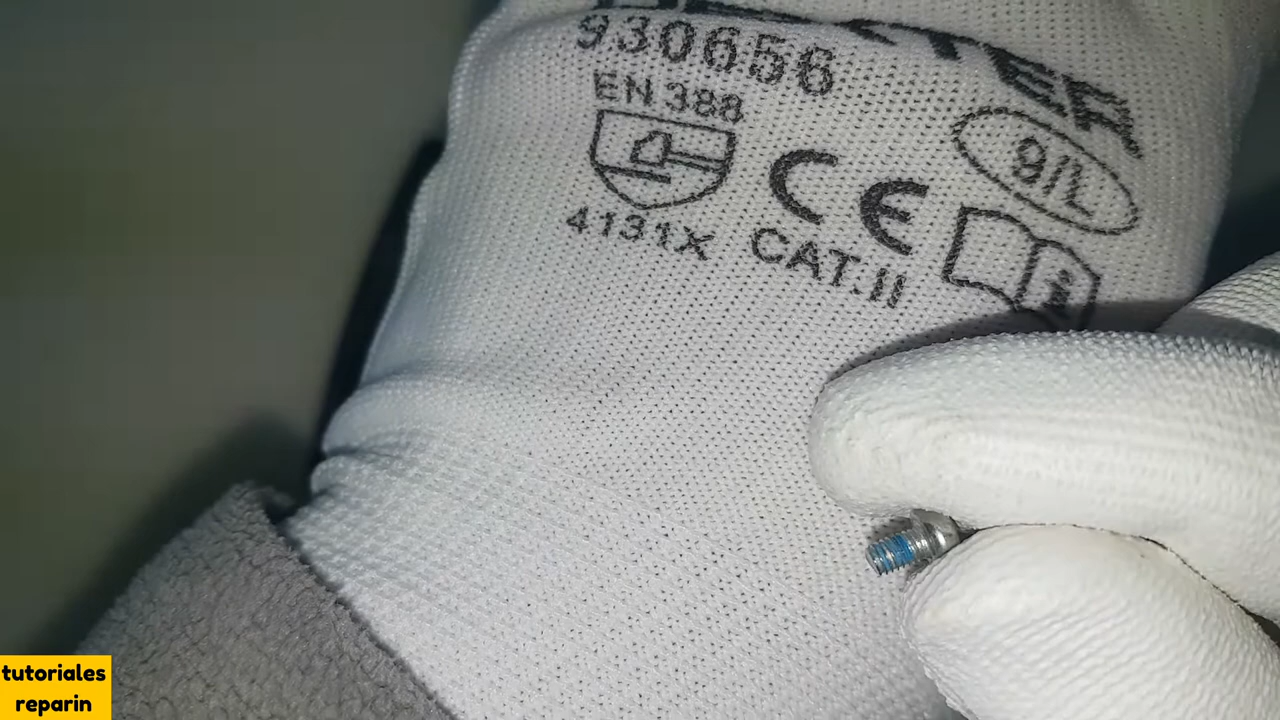 930656
EN 388
9/L
CE
4131X
CAT.II
i
tutoriales
reparin